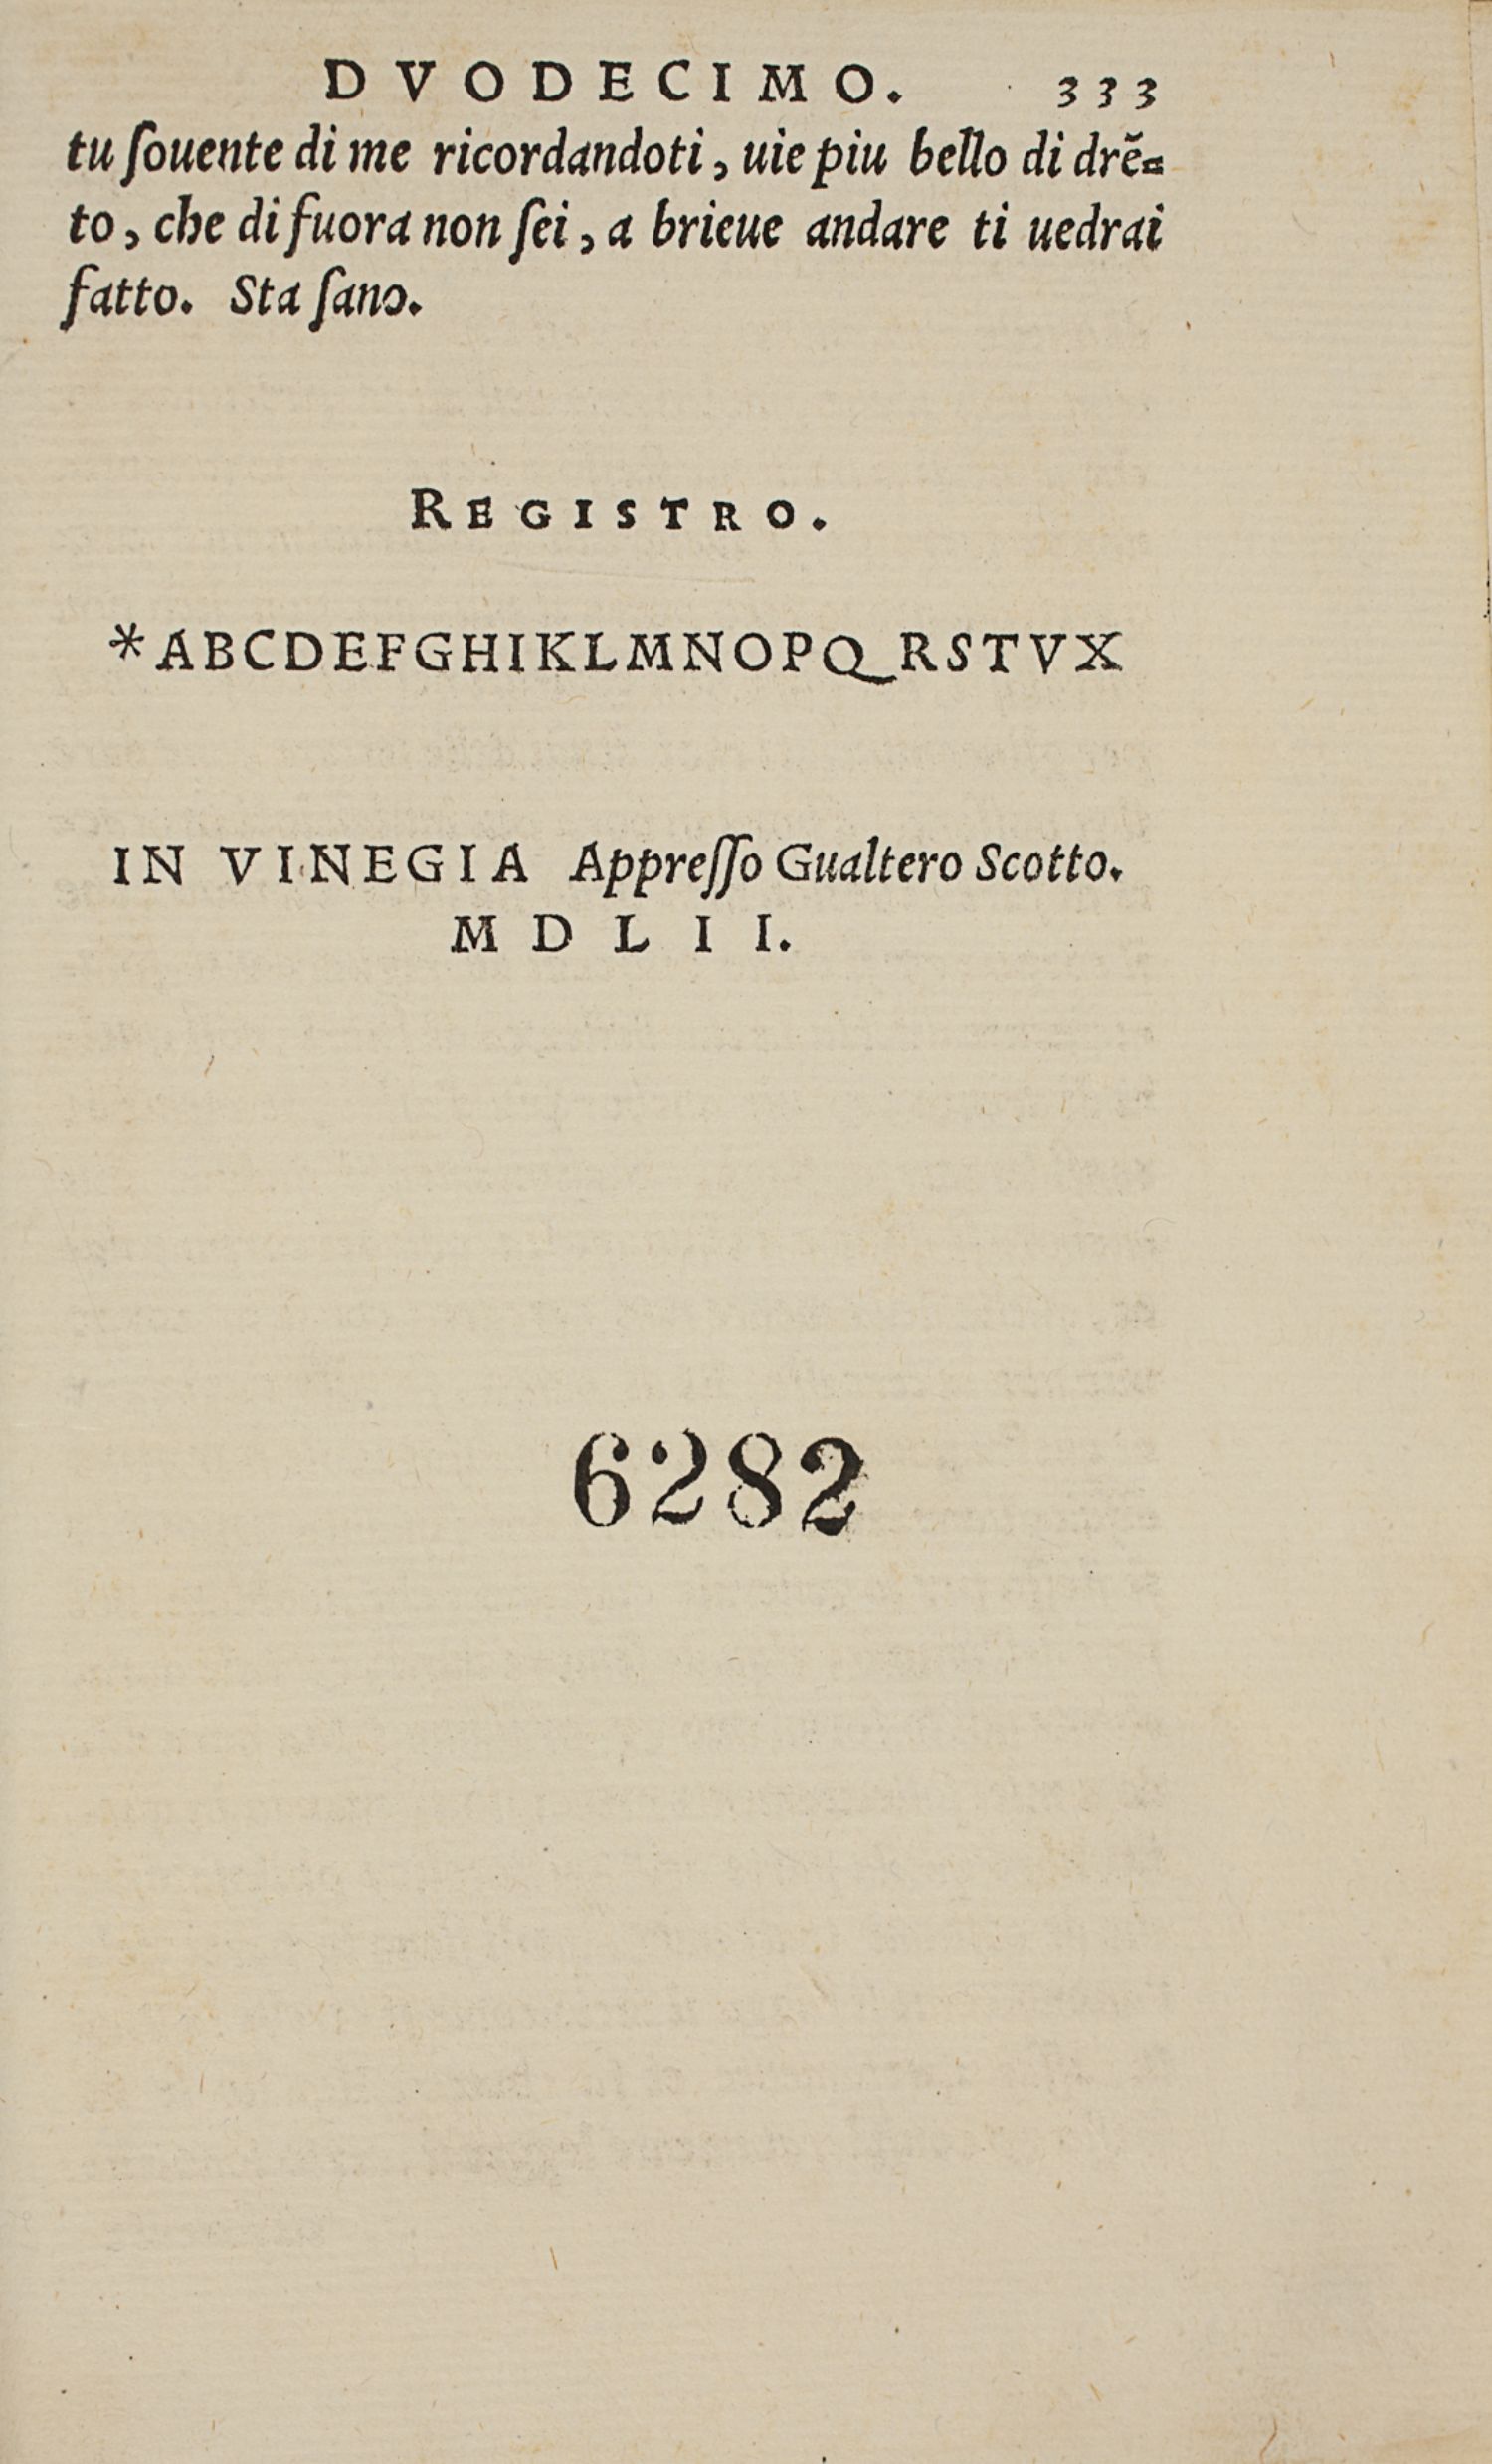 DVODECIMO. 333
tu ſouente di me ricordandoti, uie piu bello di drē=
to, che di fuora non ſei, a brieue andare ti uedrai
fatto. Sta ſano.
REGISTRO.
*ABCDEFGHIKLMNOPQRSTVX
IN VINEGIA Appreſſo Gualtero Scotto.
MDLII.
6282